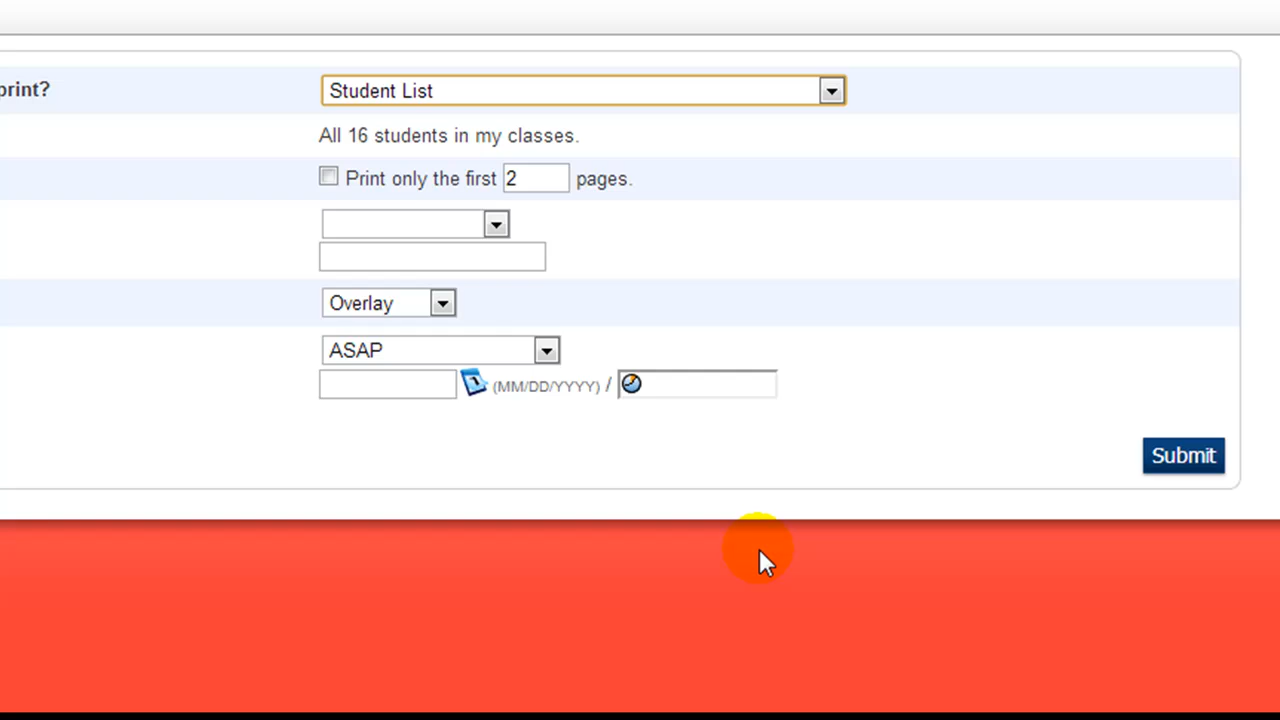 print?
Student List
All 16 students in my classes.
Print only the first 2 pages.
Overlay
ASAP
(MM/DD/YYYY) /
Submit